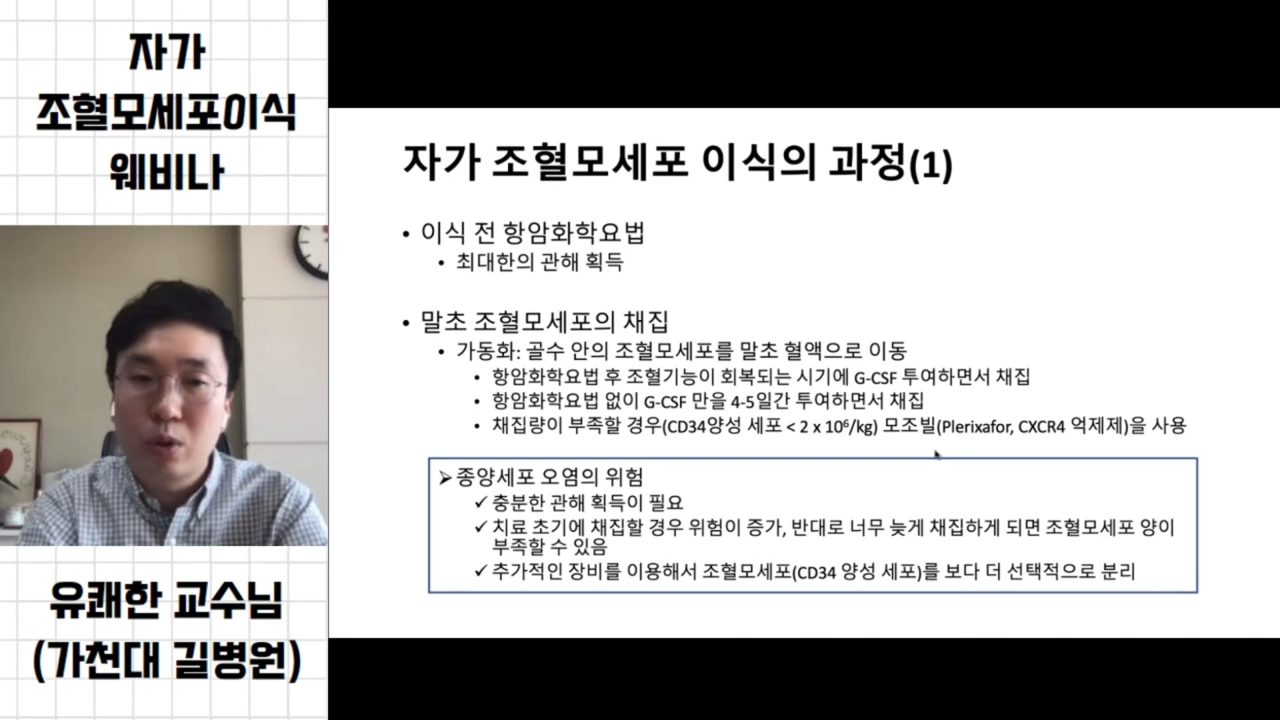 자가
조혈모세포이식
웨비나
유쾌한 교수님
(가천대 길병원)
자가 조혈모세포 이식의 과정(1)
• 이식 전 항암화학요법
• 최대한의 관해 획득
• 말초 조혈모세포의 채집
• 가동화: 골수 안의 조혈모세포를 말초 혈액으로 이동
• 항암화학요법 후 조혈기능이 회복되는 시기에 G-CSF 투여하면서 채집
• 항암화학요법 없이 G-CSF 만을 4-5일간 투여하면서 채집
• 채집량이 부족할 경우(CD34양성 세포 < 2 x 10⁶/kg) 모조빌(Plerixafor, CXCR4 억제제)을 사용
➢ 종양세포 오염의 위험
✓ 충분한 관해 획득이 필요
✓ 치료 초기에 채집할 경우 위험이 증가, 반대로 너무 늦게 채집하게 되면 조혈모세포 양이
부족할 수 있음
✓ 추가적인 장비를 이용해서 조혈모세포(CD34 양성 세포)를 보다 더 선택적으로 분리